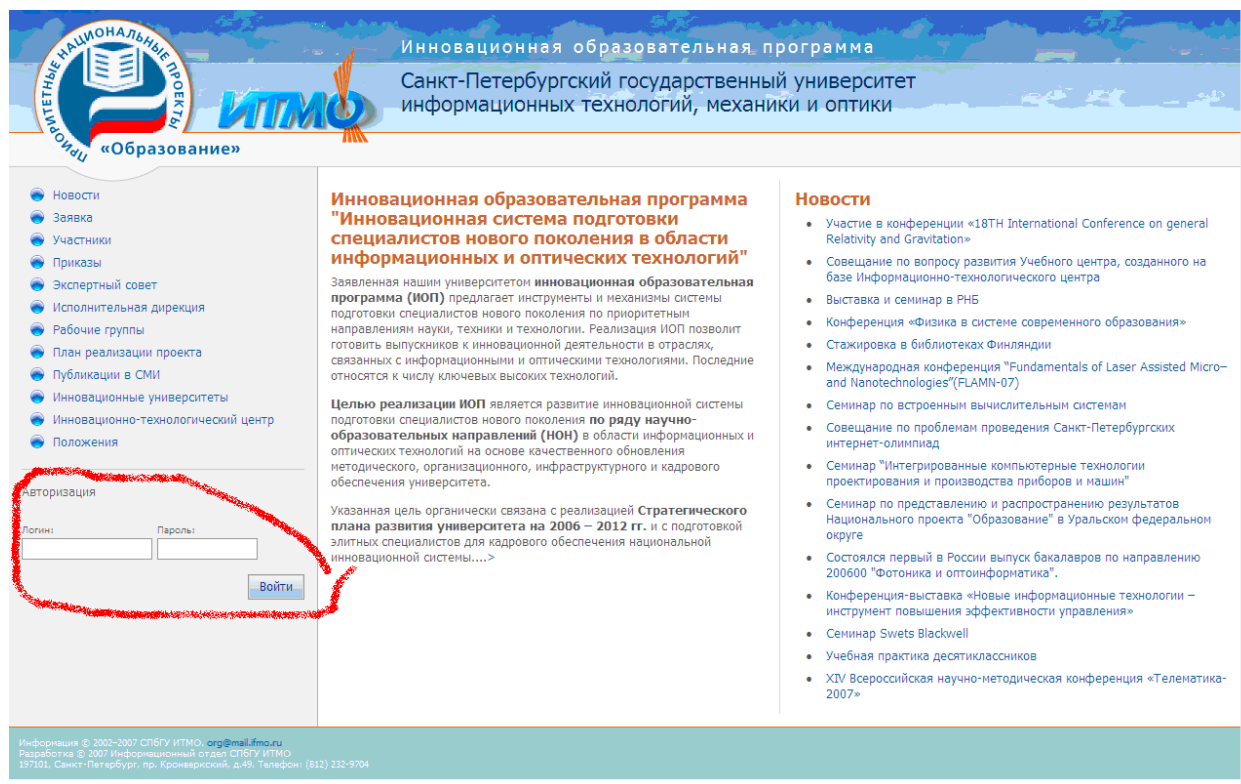 ПРИОРИТЕТНЫЕ НАЦИОНАЛЬНЫЕ ПРОЕКТЫ
«Образование»
ИТМО
Инновационная образовательная программа
Санкт-Петербургский государственный университет
информационных технологий, механики и оптики
Новости
Заявка
Участники
Приказы
Экспертный совет
Исполнительная дирекция
Рабочие группы
План реализации проекта
Публикации в СМИ
Инновационные университеты
Инновационно-технологический центр
Положения
Авторизация
Логин: Пароль:
Войти
Инновационная образовательная программа
"Инновационная система подготовки
специалистов нового поколения в области
информационных и оптических технологий"
Заявленная нашим университетом инновационная образовательная
программа (ИОП) предлагает инструменты и механизмы системы
подготовки специалистов нового поколения по приоритетным
направлениям науки, техники и технологии. Реализация ИОП позволит
готовить выпускников к инновационной деятельности в отраслях,
связанных с информационными и оптическими технологиями. Последние
относятся к числу ключевых высоких технологий.
Целью реализации ИОП является развитие инновационной системы
подготовки специалистов нового поколения по ряду научно-
образовательных направлений (НОН) в области информационных и
оптических технологий на основе качественного обновления
методического, организационного, инфраструктурного и кадрового
обеспечения университета.
Указанная цель органически связана с реализацией Стратегического
плана развития университета на 2006 – 2012 гг. и с подготовкой
элитных специалистов для кадрового обеспечения национальной
инновационной системы....>
Новости
Участие в конференции «18TH International Conference on general
Relativity and Gravitation»
Совещание по вопросу развития Учебного центра, созданного на
базе Информационно-технологического центра
Выставка и семинар в РНБ
Конференция «Физика в системе современного образования»
Стажировка в библиотеках Финляндии
Международная конференция "Fundamentals of Laser Assisted Micro–
and Nanotechnologies"(FLAMN-07)
Семинар по встроенным вычислительным системам
Совещание по проблемам проведения Санкт-Петербургских
интернет-олимпиад
Семинар "Интегрированные компьютерные технологии
проектирования и производства приборов и машин"
Семинар по представлению и распространению результатов
Национального проекта "Образование" в Уральском федеральном
округе
Состоялся первый в России выпуск бакалавров по направлению
200600 "Фотоника и оптоинформатика".
Конференция-выставка «Новые информационные технологии –
инструмент повышения эффективности управления»
Семинар Swets Blackwell
Учебная практика десятиклассников
XIV Всероссийская научно-методическая конференция «Телематика-
2007»
Информация © 2002-2007 СПбГУ ИТМО. org@mail.ifmo.ru
Разработка © 2007 Информационный отдел СПбГУ ИТМО
197101. Санкт-Петербург. пр. Кронверкский. д.49. Телефон: (812) 232-9704